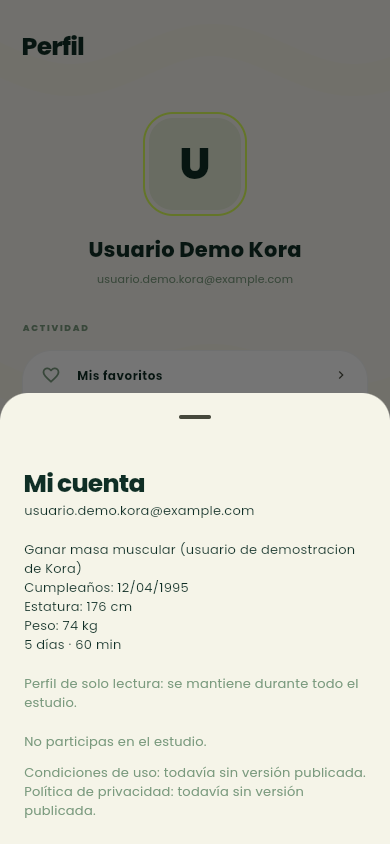 Perfil
U
Usuario Demo Kora
usuario.demo.kora@example.com
ACTIVIDAD
Mis favoritos
Mi cuenta
usuario.demo.kora@example.com
Ganar masa muscular (usuario de demostracion
de Kora)
Cumpleaños: 12/04/1995
Estatura: 176 cm
Peso: 74 kg
5 días · 60 min
Perfil de solo lectura: se mantiene durante todo el
estudio.
No participas en el estudio.
Condiciones de uso: todavía sin versión publicada.
Política de privacidad: todavía sin versión
publicada.